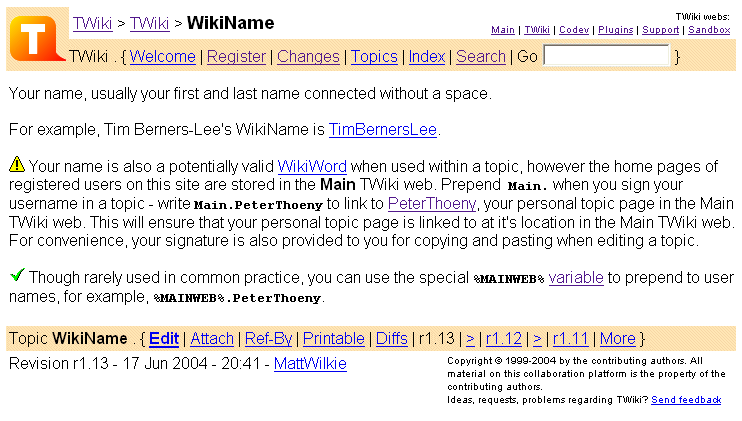 T
TWiki > TWiki > WikiName
TWiki webs:
Main | TWiki | Codev | Plugins | Support | Sandbox
TWiki . { Welcome | Register | Changes | Topics | Index | Search | Go }
Your name, usually your first and last name connected without a space.
For example, Tim Berners-Lee's WikiName is TimBernersLee.
Your name is also a potentially valid WikiWord when used within a topic, however the home pages of
registered users on this site are stored in the Main TWiki web. Prepend Main. when you sign your
username in a topic - write Main.PeterThoeny to link to PeterThoeny, your personal topic page in the Main
TWiki web. This will ensure that your personal topic page is linked to at it's location in the Main TWiki web.
For convenience, your signature is also provided to you for copying and pasting when editing a topic.
Though rarely used in common practice, you can use the special %MAINWEB% variable to prepend to user
names, for example, %MAINWEB%.PeterThoeny.
Topic WikiName . { Edit | Attach | Ref-By | Printable | Diffs | r1.13 | > | r1.12 | > | r1.11 | More }
Revision r1.13 - 17 Jun 2004 - 20:41 - MattWilkie
Copyright © 1999-2004 by the contributing authors. All
material on this collaboration platform is the property of the
contributing authors.
Ideas, requests, problems regarding TWiki? Send feedback